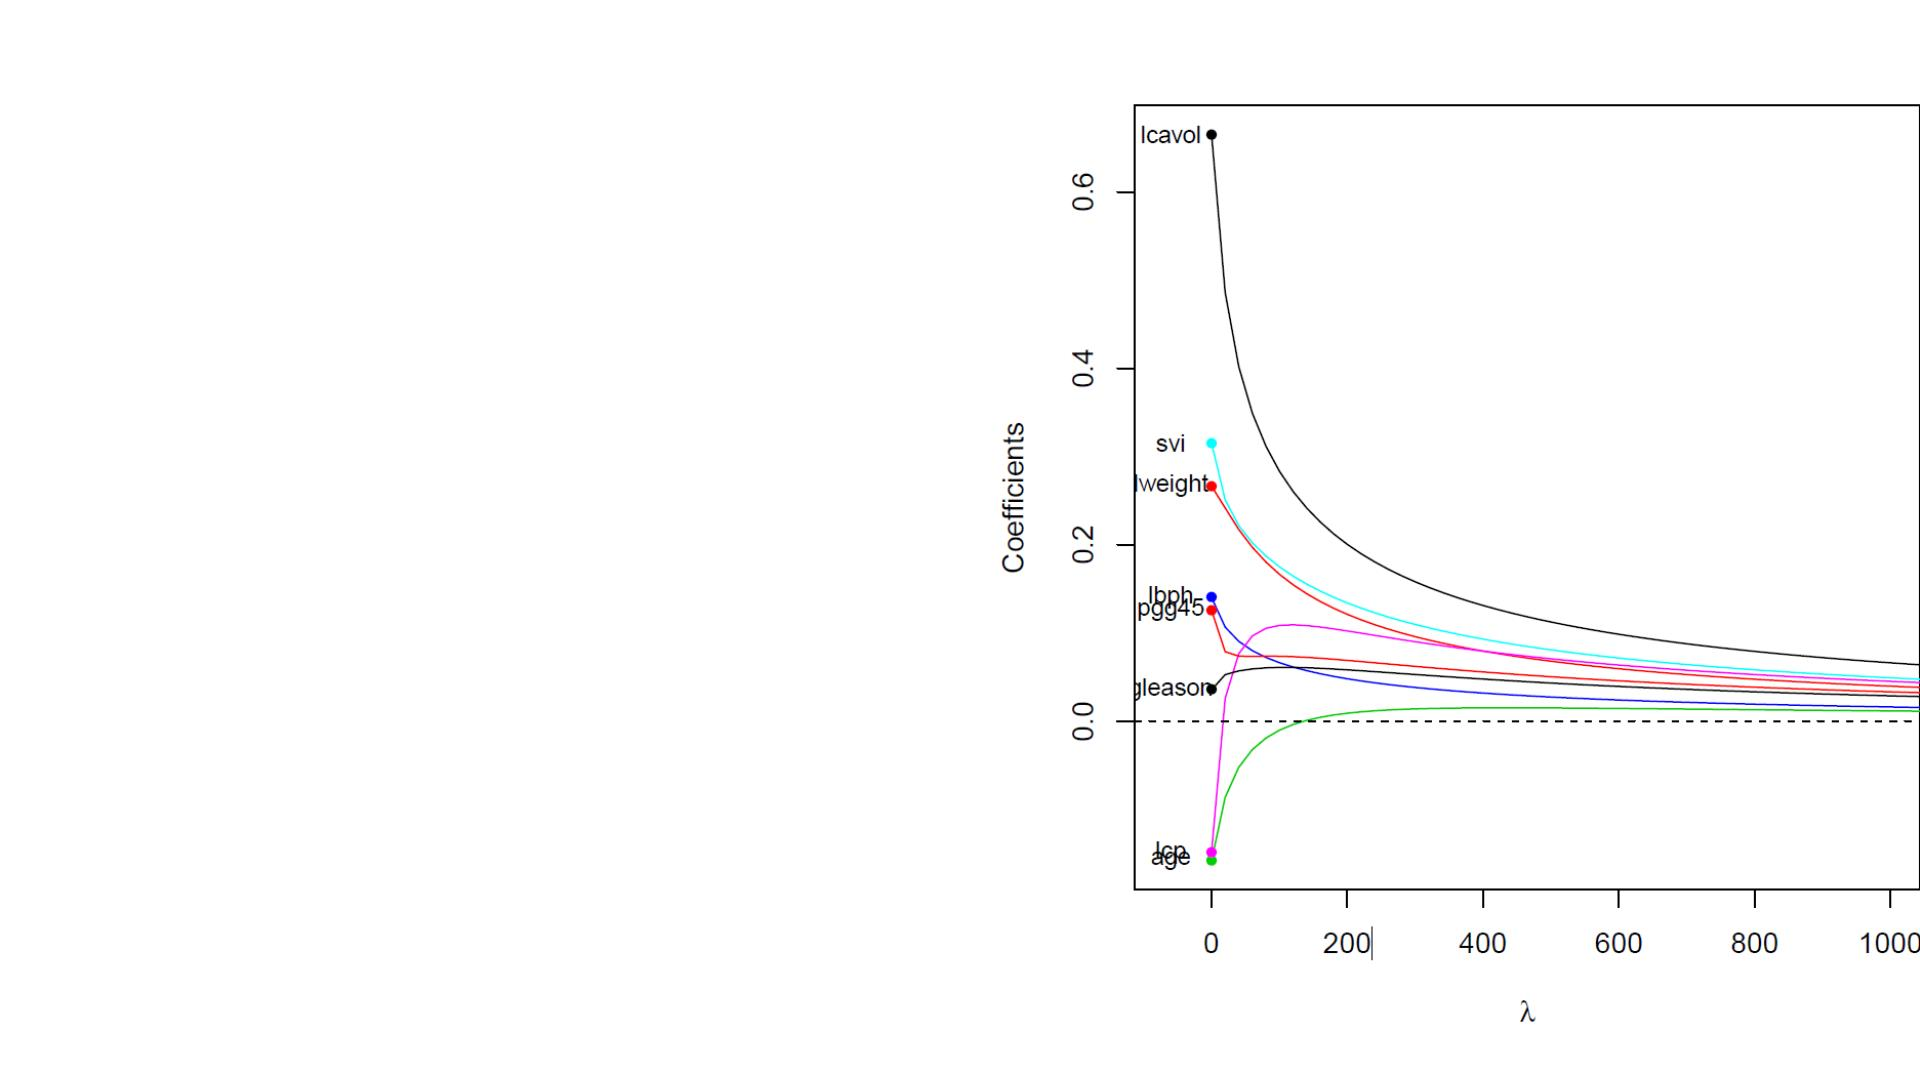 lcavol
svi
lweight
lbph
pgg45
gleason
lcp
age
Coefficients
0.6
0.4
0.2
0.0
0 200 400 600 800 1000
λ